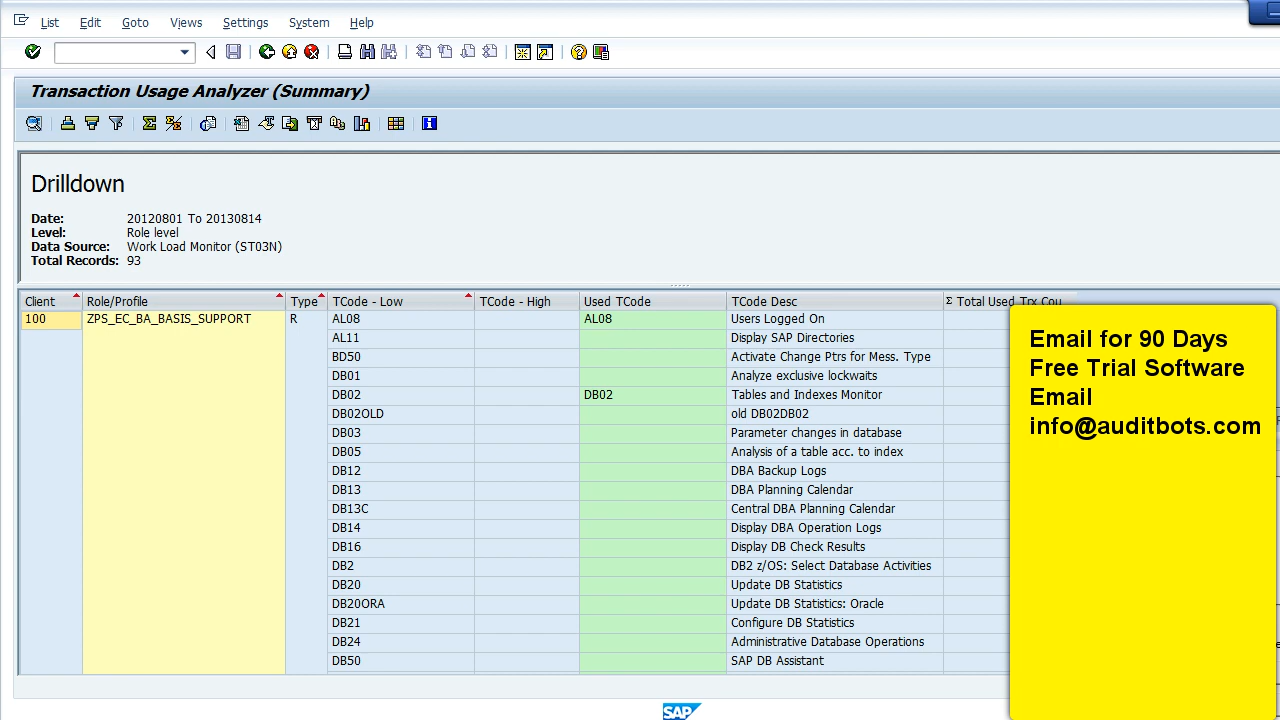 List Edit Goto Views Settings System Help
Transaction Usage Analyzer (Summary)
Drilldown
Date: 20120801 To 20130814
Level: Role level
Data Source: Work Load Monitor (ST03N)
Total Records: 93
Client Role/Profile Type TCode - Low TCode - High Used TCode TCode Desc Σ Total Used Trx Cou
100 ZPS_EC_BA_BASIS_SUPPORT R AL08 AL08 Users Logged On
AL11 Display SAP Directories
BD50 Activate Change Ptrs for Mess. Type
DB01 Analyze exclusive lockwaits
DB02 DB02 Tables and Indexes Monitor
DB02OLD old DB02DB02
DB03 Parameter changes in database
DB05 Analysis of a table acc. to index
DB12 DBA Backup Logs
DB13 DBA Planning Calendar
DB13C Central DBA Planning Calendar
DB14 Display DBA Operation Logs
DB16 Display DB Check Results
DB2 DB2 z/OS: Select Database Activities
DB20 Update DB Statistics
DB20ORA Update DB Statistics: Oracle
DB21 Configure DB Statistics
DB24 Administrative Database Operations
DB50 SAP DB Assistant
Email for 90 Days
Free Trial Software
Email
info@auditbots.com
SAP